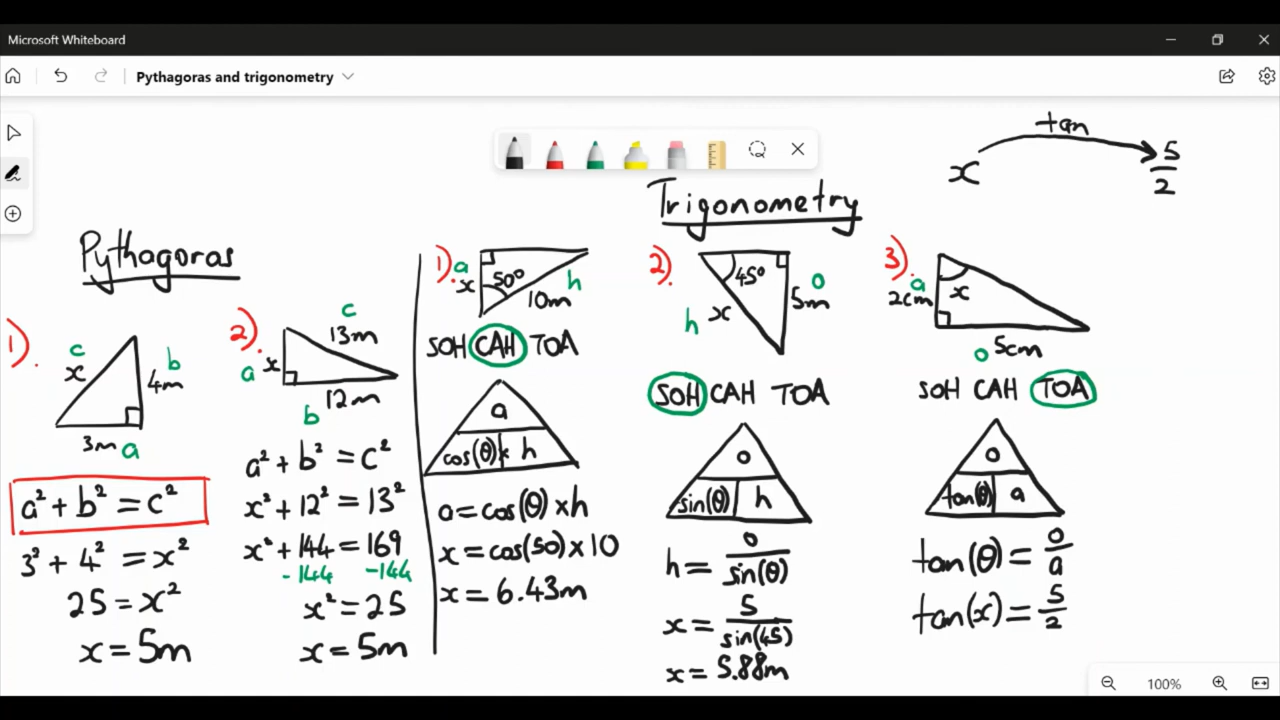 Microsoft Whiteboard
Pythagoras and trigonometry
Pythagoras
1).
c
x
b
4m
3m a
a² + b² = c²
3² + 4² = x²
25 = x²
x = 5m
2).
c
13m
a x
b 12m
a² + b² = c²
x² + 12² = 13²
x² + 144 = 169
-144 -144
x² = 25
x = 5m
Trigonometry
1).
a
x 50° h
10m
SOH CAH TOA
a
cos(θ) h
a = cos(θ) × h
x = cos(50) × 10
x = 6.43m
2).
45° o
5m
h x
SOH CAH TOA
o
sin(θ) h
h = o/sin(θ)
x = 5/sin(45)
x = 5.88m
tan
x 5/2
3).
a
2cm x
o 5cm
SOH CAH TOA
o
tan(θ) a
tan(θ) = o/a
tan(x) = 5/2
100%